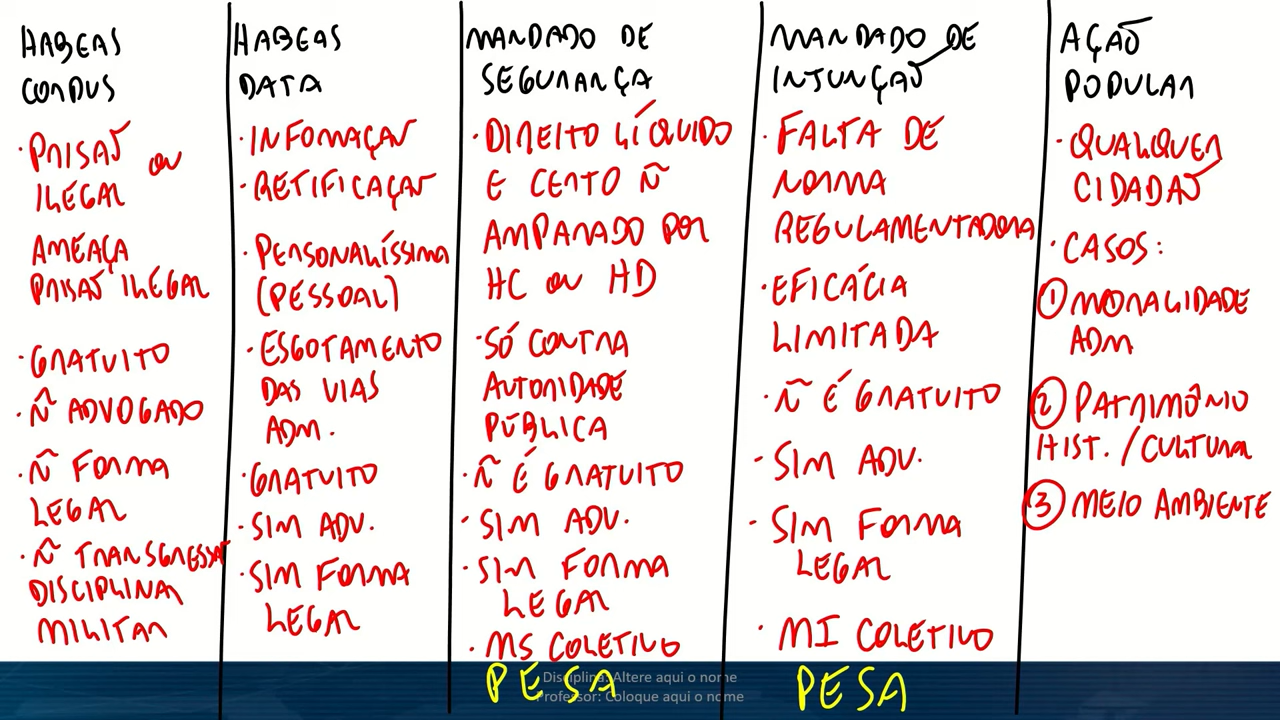 HABEAS
CORPUS
· PRISÃO OU
ILEGAL
AMEAÇA
PRISÃO ILEGAL
· GRATUITO
· Ñ ADVOGADO
· Ñ FORMA
LEGAL
· Ñ TRANSGRESSÃO
DISCIPLINAR
MILITAR
HABEAS
DATA
· INFORMAÇÃO
· RETIFICAÇÃO
· PERSONALÍSSIMA
(PESSOAL)
· ESGOTAMENTO
DAS VIAS
ADM.
· GRATUITO
· SIM ADV.
· SIM FORMA
LEGAL
MANDADO DE
SEGURANÇA
· DIREITO LÍQUIDO
E CERTO Ñ
AMPARADO POR
HC OU HD
· SÓ CONTRA
AUTORIDADE
PÚBLICA
· Ñ É GRATUITO
· SIM ADV.
· SIM FORMA
LEGAL
· MS COLETIVO
PESA
MANDADO DE
INJUNÇÃO
· FALTA DE
NORMA
REGULAMENTADORA
· EFICÁCIA
LIMITADA
· Ñ É GRATUITO
· SIM ADV.
· SIM FORMA
LEGAL
· MI COLETIVO
PESA
AÇÃO
POPULAR
· QUALQUER
CIDADÃO
· CASOS:
① MORALIDADE
ADM
② PATRIMÔNIO
HIST./CULTURAL
③ MEIO AMBIENTE
Disciplina: Altere aqui o nome
Professor: Coloque aqui o nome